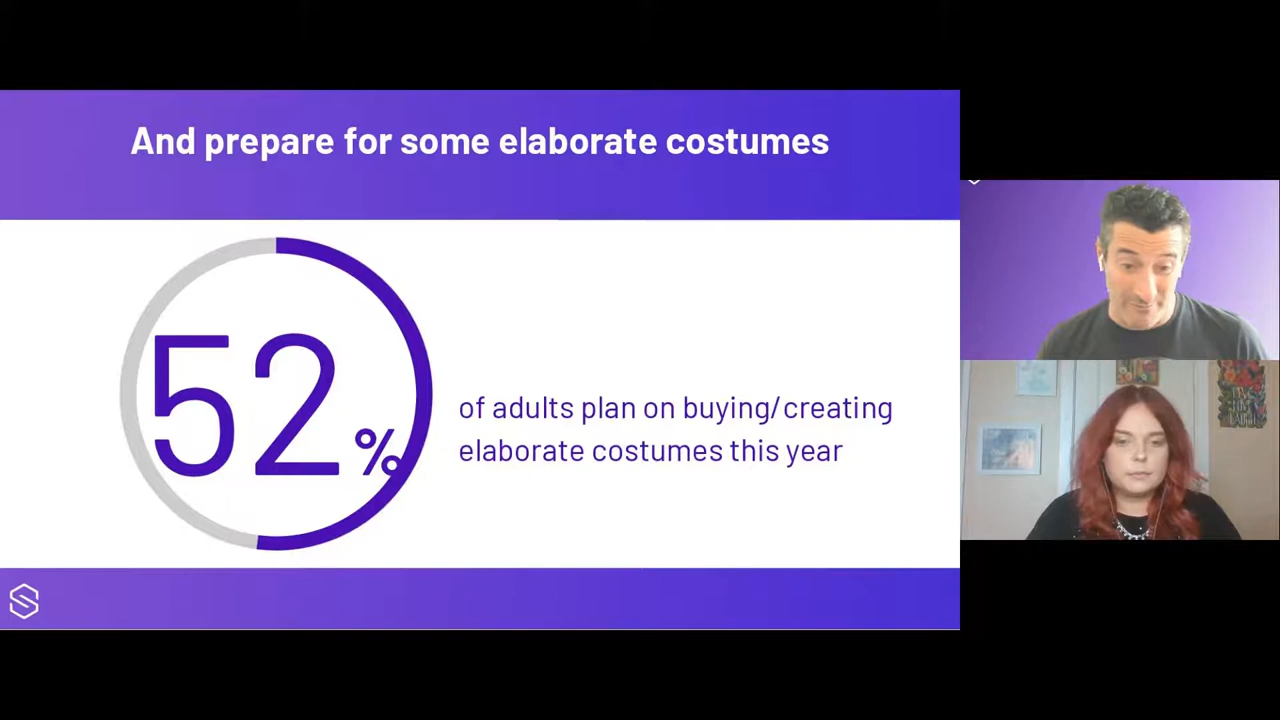 And prepare for some elaborate costumes
52%
of adults plan on buying/creating
elaborate costumes this year